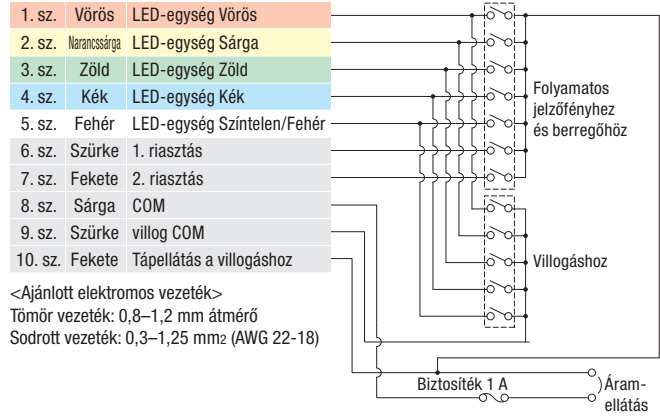 1. sz. Vörös LED-egység Vörös
2. sz. Narancssárga LED-egység Sárga
3. sz. Zöld LED-egység Zöld
4. sz. Kék LED-egység Kék
5. sz. Fehér LED-egység Színtelen/Fehér
6. sz. Szürke 1. riasztás
7. sz. Fekete 2. riasztás
8. sz. Sárga COM
9. sz. Szürke villog COM
10. sz. Fekete Tápellátás a villogáshoz
<Ajánlott elektromos vezeték>
Tömör vezeték: 0,8–1,2 mm átmérő
Sodrott vezeték: 0,3–1,25 mm2 (AWG 22-18)
Folyamatos
jelzőfényhez
és berregőhöz
Villogáshoz
Biztosíték 1 A
Áram-
ellátás